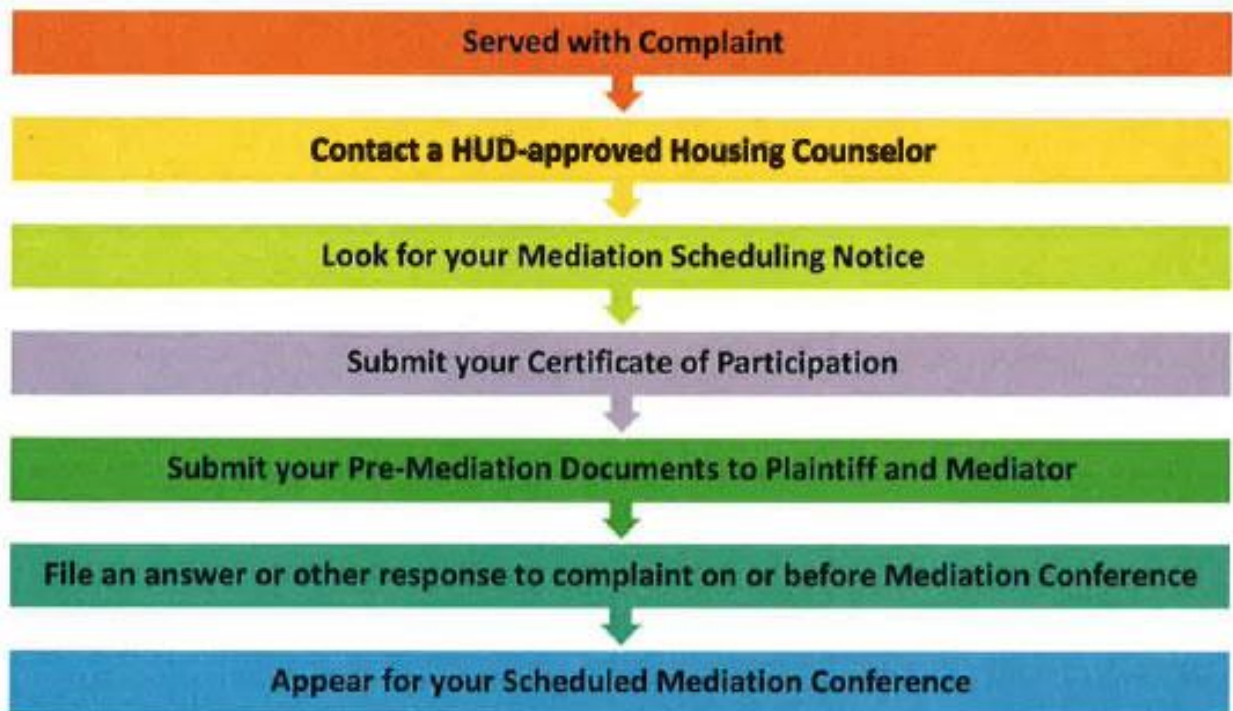 Served with Complaint
Contact a HUD-approved Housing Counselor
Look for your Mediation Scheduling Notice
Submit your Certificate of Participation
Submit your Pre-Mediation Documents to Plaintiff and Mediator
File an answer or other response to complaint on or before Mediation Conference
Appear for your Scheduled Mediation Conference